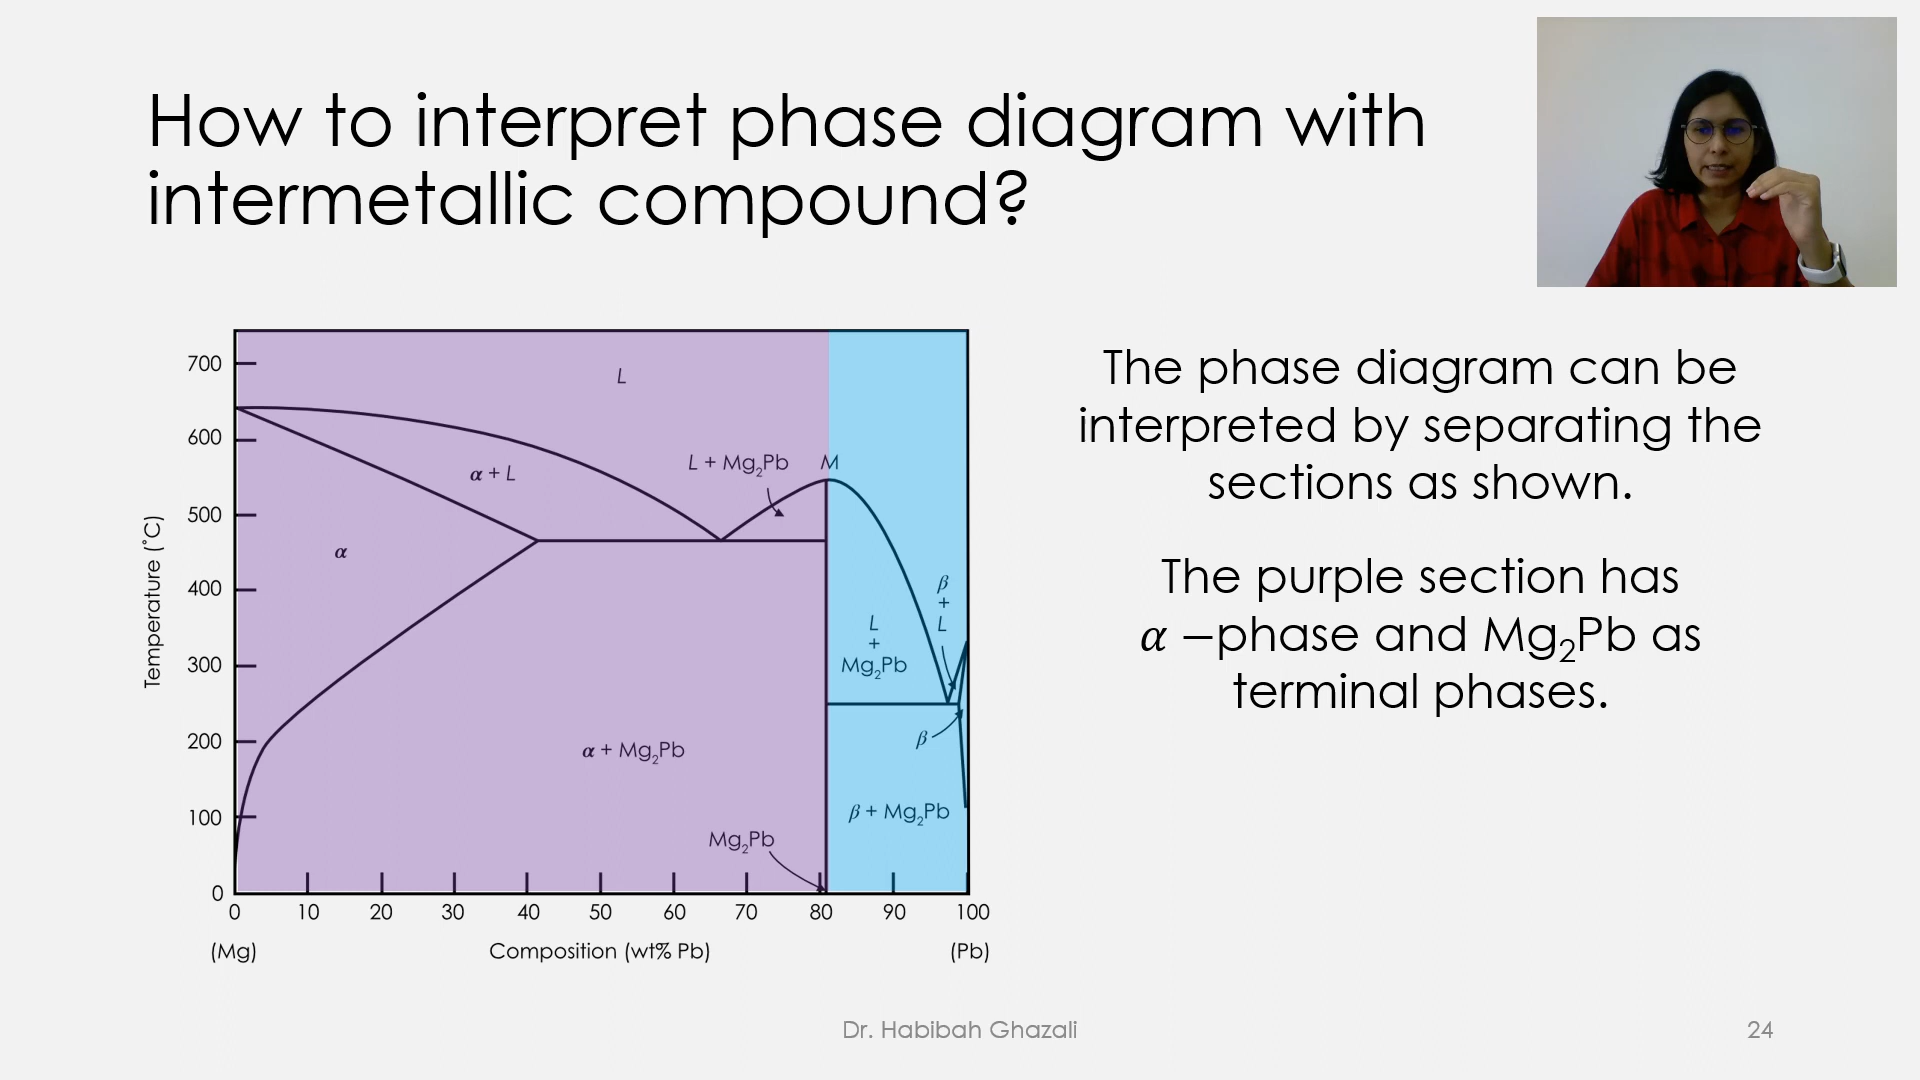 How to interpret phase diagram with
intermetallic compound?
The phase diagram can be
interpreted by separating the
sections as shown.
The purple section has
α −phase and Mg₂Pb as
terminal phases.
Temperature (˚C)
700
600
500
400
300
200
100
0
L
α + L
L + Mg₂Pb
M
α
β
+
L
L
+
Mg₂Pb
β
α + Mg₂Pb
β + Mg₂Pb
Mg₂Pb
0 10 20 30 40 50 60 70 80 90 100
(Mg) Composition (wt% Pb) (Pb)
Dr. Habibah Ghazali
24